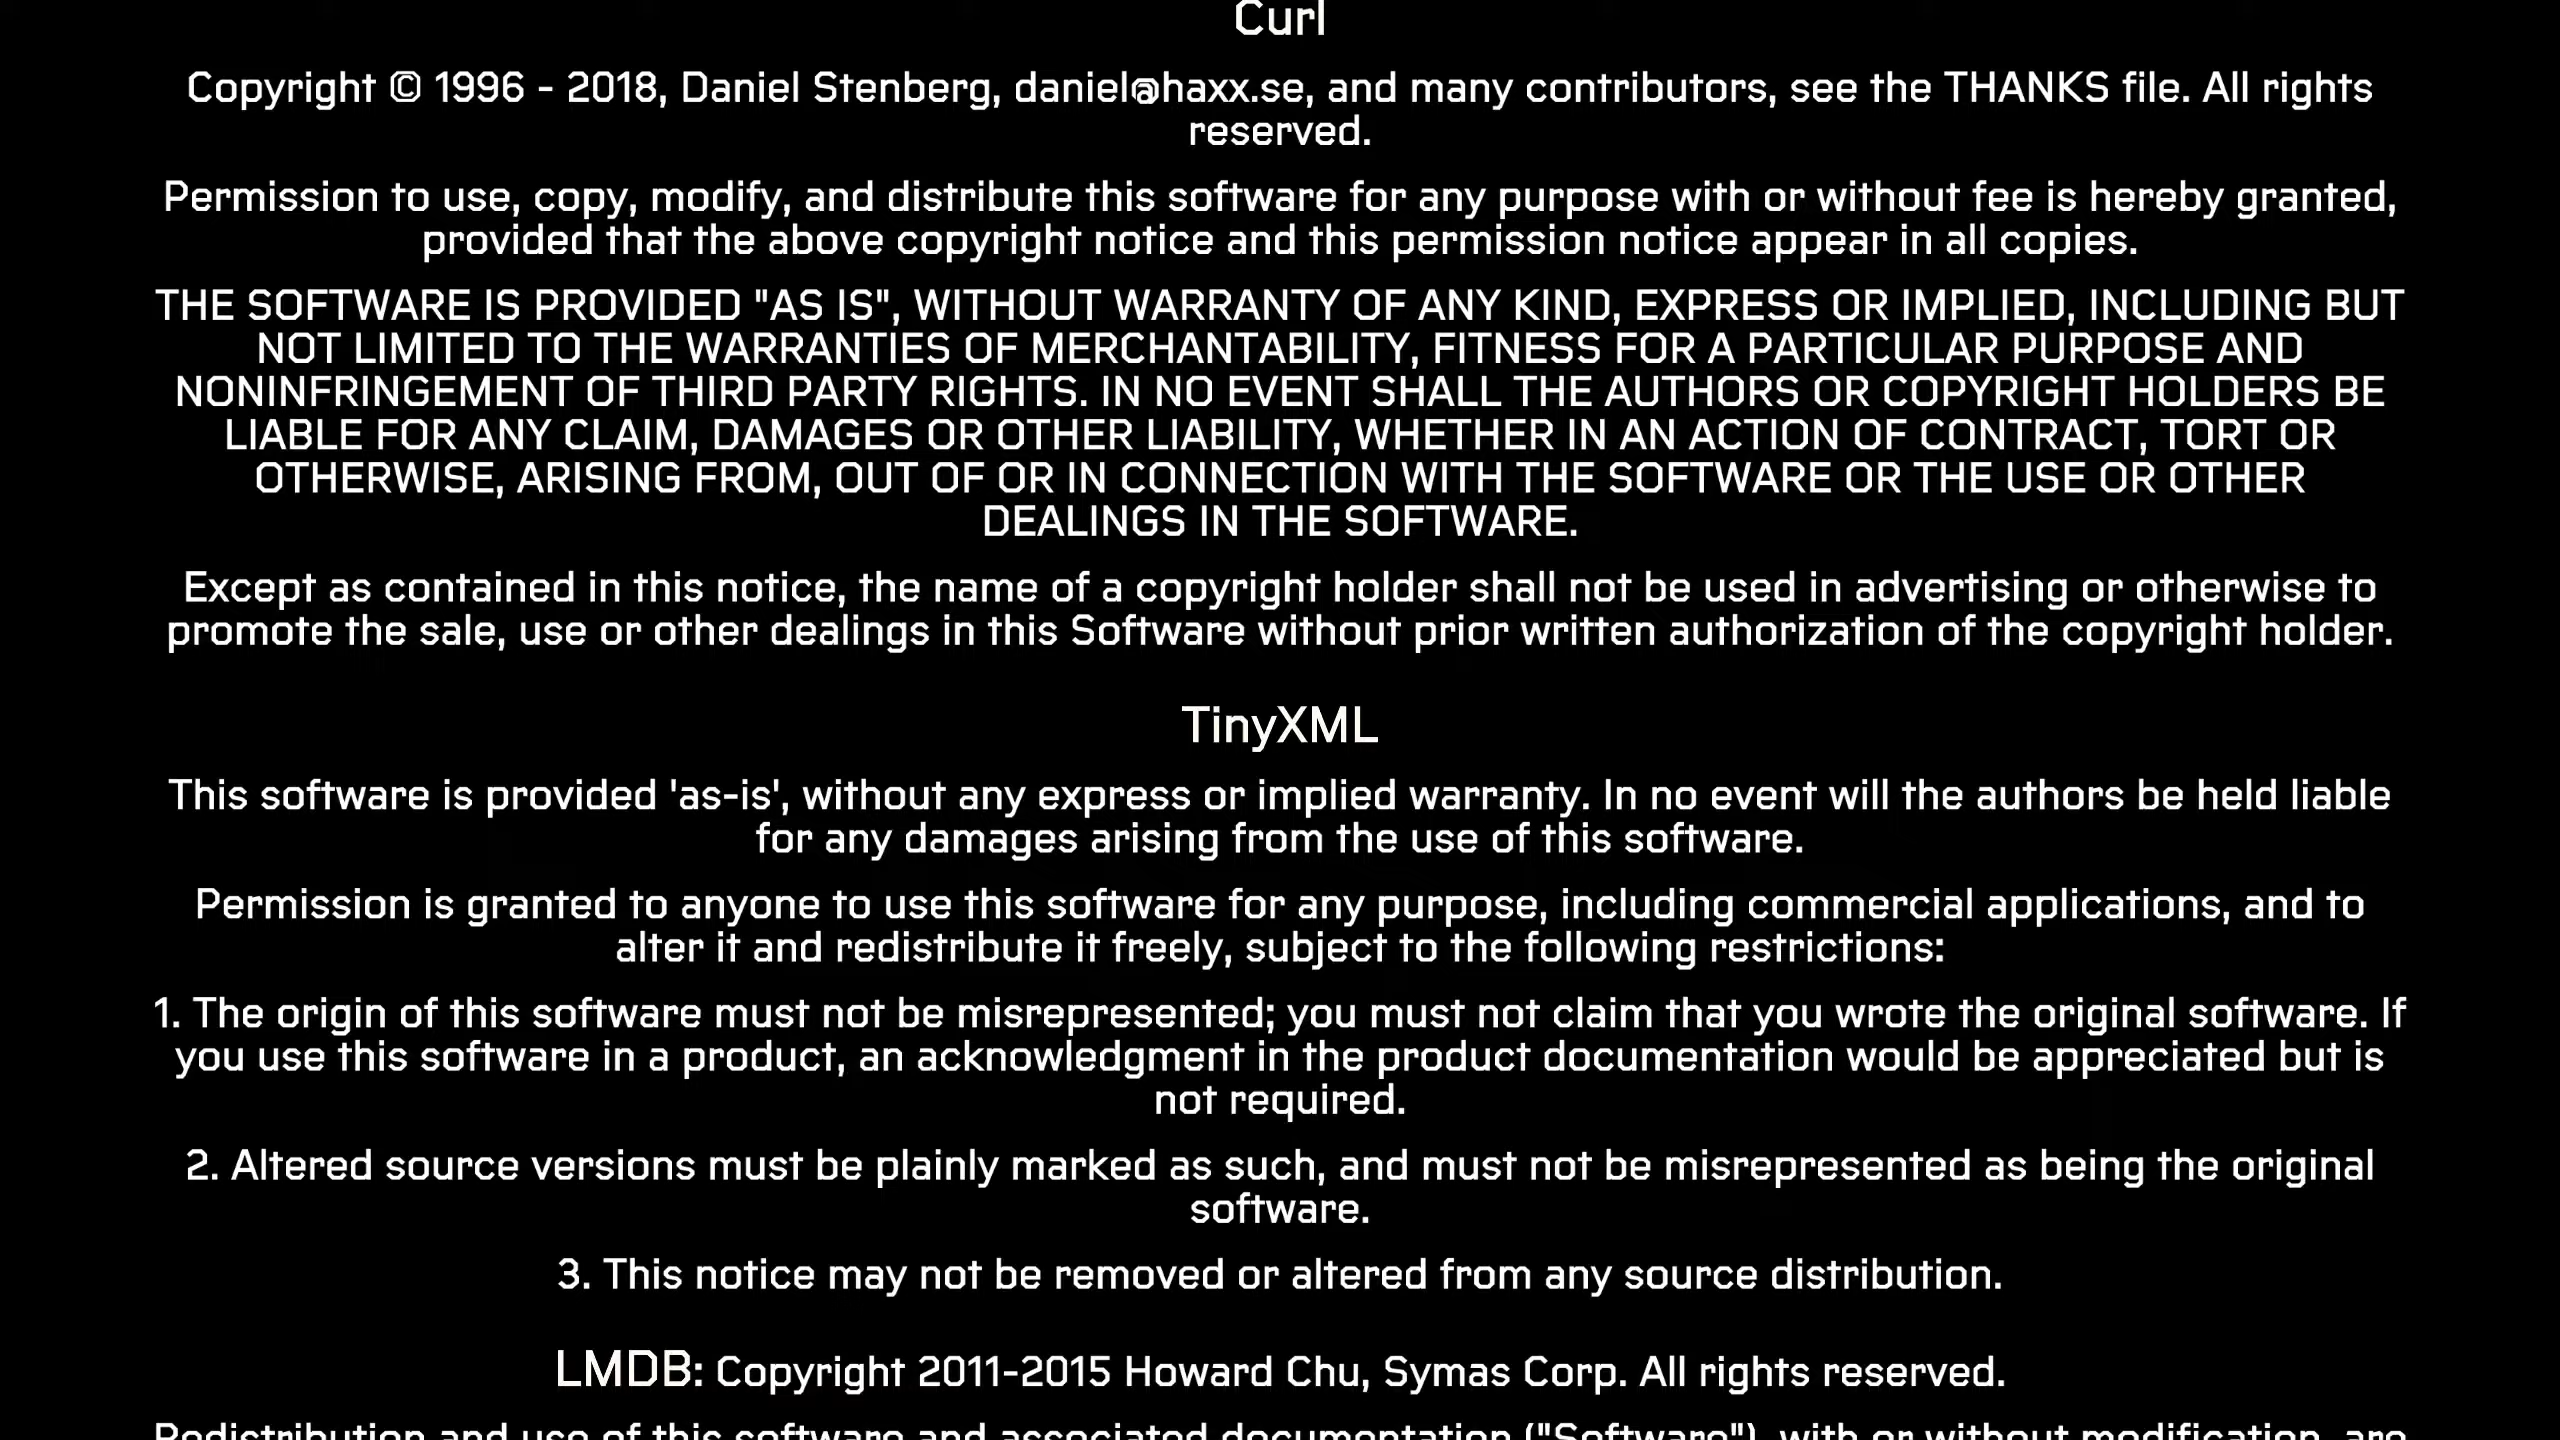 Curl
Copyright © 1996 - 2018, Daniel Stenberg, daniel@haxx.se, and many contributors, see the THANKS file. All rights
reserved.
Permission to use, copy, modify, and distribute this software for any purpose with or without fee is hereby granted,
provided that the above copyright notice and this permission notice appear in all copies.
THE SOFTWARE IS PROVIDED "AS IS", WITHOUT WARRANTY OF ANY KIND, EXPRESS OR IMPLIED, INCLUDING BUT
NOT LIMITED TO THE WARRANTIES OF MERCHANTABILITY, FITNESS FOR A PARTICULAR PURPOSE AND
NONINFRINGEMENT OF THIRD PARTY RIGHTS. IN NO EVENT SHALL THE AUTHORS OR COPYRIGHT HOLDERS BE
LIABLE FOR ANY CLAIM, DAMAGES OR OTHER LIABILITY, WHETHER IN AN ACTION OF CONTRACT, TORT OR
OTHERWISE, ARISING FROM, OUT OF OR IN CONNECTION WITH THE SOFTWARE OR THE USE OR OTHER
DEALINGS IN THE SOFTWARE.
Except as contained in this notice, the name of a copyright holder shall not be used in advertising or otherwise to
promote the sale, use or other dealings in this Software without prior written authorization of the copyright holder.
TinyXML
This software is provided 'as-is', without any express or implied warranty. In no event will the authors be held liable
for any damages arising from the use of this software.
Permission is granted to anyone to use this software for any purpose, including commercial applications, and to
alter it and redistribute it freely, subject to the following restrictions:
1. The origin of this software must not be misrepresented; you must not claim that you wrote the original software. If
you use this software in a product, an acknowledgment in the product documentation would be appreciated but is
not required.
2. Altered source versions must be plainly marked as such, and must not be misrepresented as being the original
software.
3. This notice may not be removed or altered from any source distribution.
LMDB: Copyright 2011-2015 Howard Chu, Symas Corp. All rights reserved.
Redistribution and use of this software and associated documentation ("Software"), with or without modification, are